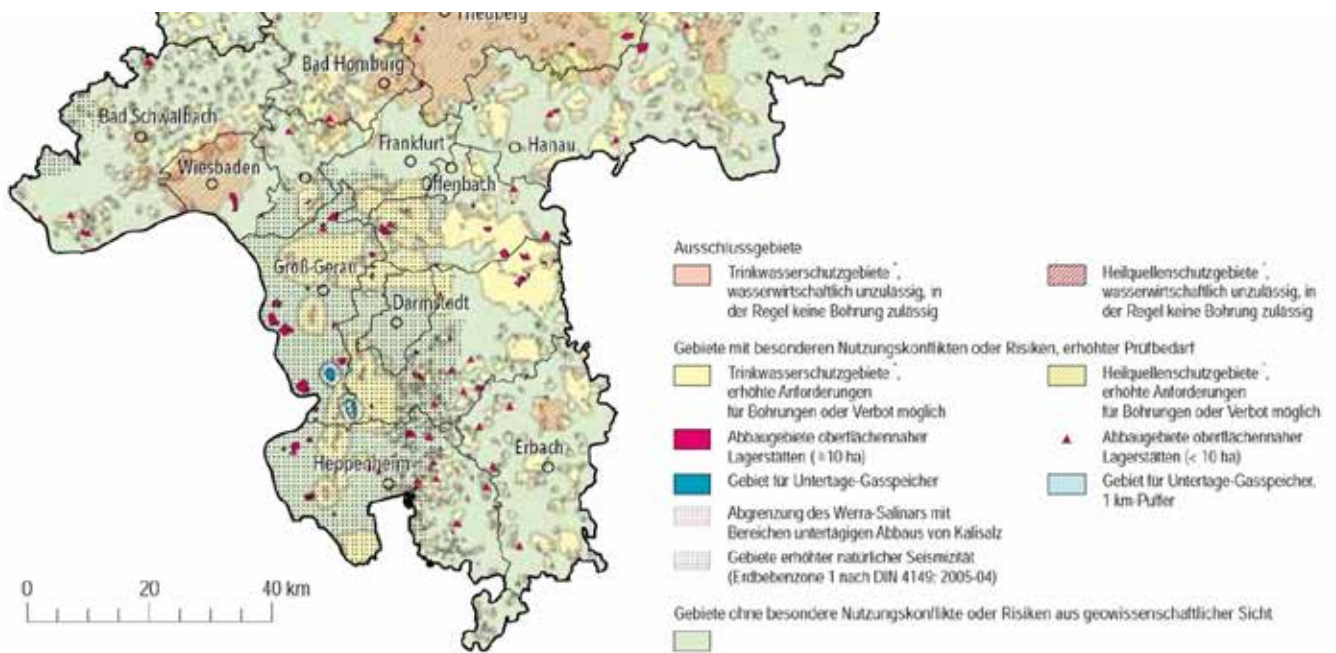 Friedberg
Bad Homburg
Bad Schwalbach
Frankfurt
Hanau
Wiesbaden
Offenbach
Groß-Gerau
Darmstedt
Erbach
Heppenheim
0 20 40 km
Ausschlussgebiete
Trinkwasserschutzgebiete*,
wasserwirtschaftlich unzulässig, in
der Regel keine Bohrung zulässig
Heilquellenschutzgebiete*,
wasserwirtschaftlich unzulässig, in
der Regel keine Bohrung zulässig
Gebiete mit besonderen Nutzungskonflikten oder Risiken, erhöhter Prüfbedarf
Trinkwasserschutzgebiete*,
erhöhte Anforderungen
für Bohrungen oder Verbot möglich
Heilquellenschutzgebiete*,
erhöhte Anforderungen
für Bohrungen oder Verbot möglich
Abbaugebiete oberflächennaher
Lagerstätten (≥10 ha)
Abbaugebiete oberflächennaher
Lagerstätten (< 10 ha)
Gebiet für Untertage-Gasspeicher
Gebiet für Untertage-Gasspeicher,
1 km-Puffer
Abgrenzung des Werra-Salinars mit
Bereichen untertägigen Abbaus von Kalisalz
Gebiete erhöhter natürlicher Seismizität
(Erdbebenzone 1 nach DIN 4149: 2005-04)
Gebiete ohne besondere Nutzungskonflikte oder Risiken aus geowissenschaftlicher Sicht